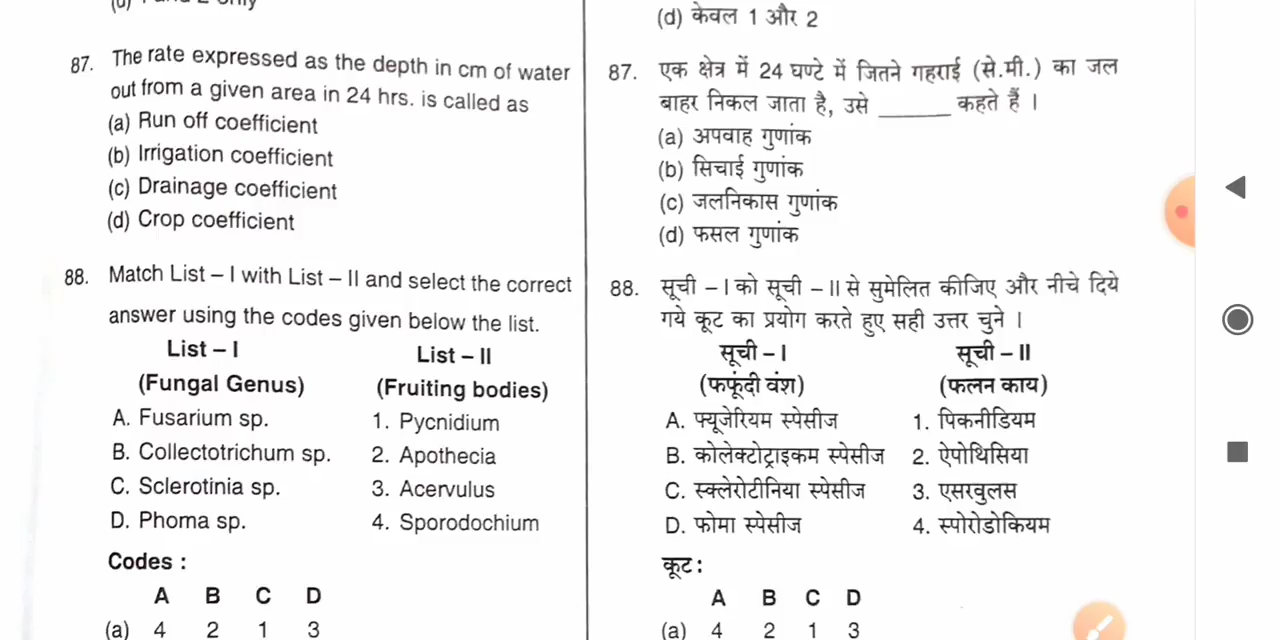 (d) 1 and 2 only
87. The rate expressed as the depth in cm of water
out from a given area in 24 hrs. is called as
(a) Run off coefficient
(b) Irrigation coefficient
(c) Drainage coefficient
(d) Crop coefficient
88. Match List – I with List – II and select the correct
answer using the codes given below the list.
List – I List – II
(Fungal Genus) (Fruiting bodies)
A. Fusarium sp. 1. Pycnidium
B. Collectotrichum sp. 2. Apothecia
C. Sclerotinia sp. 3. Acervulus
D. Phoma sp. 4. Sporodochium
Codes :
A B C D
(a) 4 2 1 3
(d) केवल 1 और 2
87. एक क्षेत्र में 24 घण्टे में जितने गहराई (से.मी.) का जल
बाहर निकल जाता है, उसे ______ कहते हैं ।
(a) अपवाह गुणांक
(b) सिचाई गुणांक
(c) जलनिकास गुणांक
(d) फसल गुणांक
88. सूची – I को सूची – II से सुमेलित कीजिए और नीचे दिये
गये कूट का प्रयोग करते हुए सही उत्तर चुने ।
सूची – I सूची – II
(फफूंदी वंश) (फलन काय)
A. फ्यूजेरियम स्पेसीज 1. पिकनीडियम
B. कोलेक्टोट्राइकम स्पेसीज 2. ऐपोथिसिया
C. स्क्लेरोटीनिया स्पेसीज 3. एसरवुलस
D. फोमा स्पेसीज 4. स्पोरोडोकियम
कूट :
A B C D
(a) 4 2 1 3